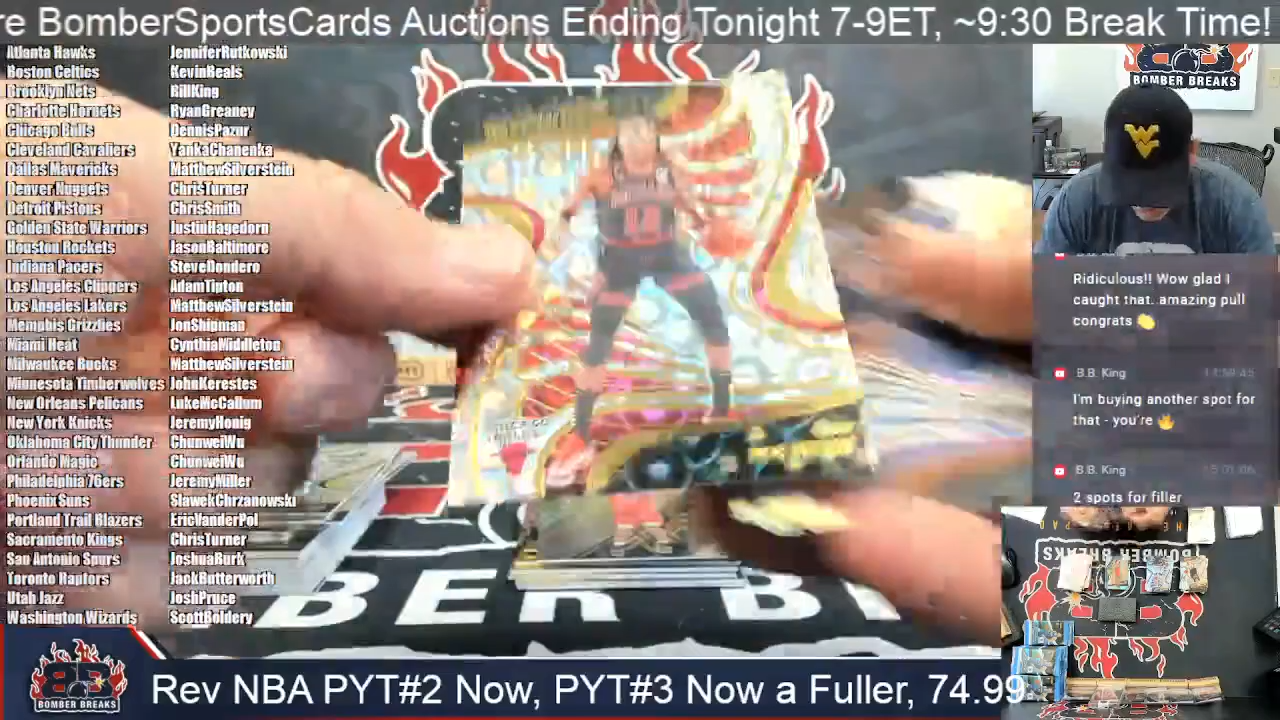 re BomberSportsCards Auctions Ending Tonight 7-9ET, ~9:30 Break Time!
Atlanta Hawks JenniferRutkowski
Boston Celtics KevinBeals
Brooklyn Nets BillKing
Charlotte Hornets RyanGreaney
Chicago Bulls DennisPazur
Cleveland Cavaliers YankaChanenka
Dallas Mavericks MatthewSilverstein
Denver Nuggets ChrisTurner
Detroit Pistons ChrisSmith
Golden State Warriors JustinHagedorn
Houston Rockets JasonBaltimore
Indiana Pacers SteveDondero
Los Angeles Clippers AdamTipton
Los Angeles Lakers MatthewSilverstein
Memphis Grizzlies JonShipman
Miami Heat CynthiaMiddleton
Milwaukee Bucks MatthewSilverstein
Minnesota Timberwolves JohnKerestes
New Orleans Pelicans LukeMcCallum
New York Knicks JeremyHonig
Oklahoma City Thunder ChunweiWu
Orlando Magic ChunweiWu
Philadelphia 76ers JeremyMiller
Phoenix Suns SlawekChrzanowski
Portland Trail Blazers EricVanderPol
Sacramento Kings ChrisTurner
San Antonio Spurs JoshuaBurk
Toronto Raptors JackButterworth
Utah Jazz JoshPruce
Washington Wizards ScottBoldery
BOMBER BREAKS
WV
B.B. King
Ridiculous!! Wow glad I
caught that. amazing pull
congrats 👏
B.B. King
I'm buying another spot for
that - you're 🔥
B.B. King
2 spots for filler
BOMBER BREAKS
BER BR
BOMBER BREAKS
Rev NBA PYT#2 Now, PYT#3 Now a Fuller, 74.99.